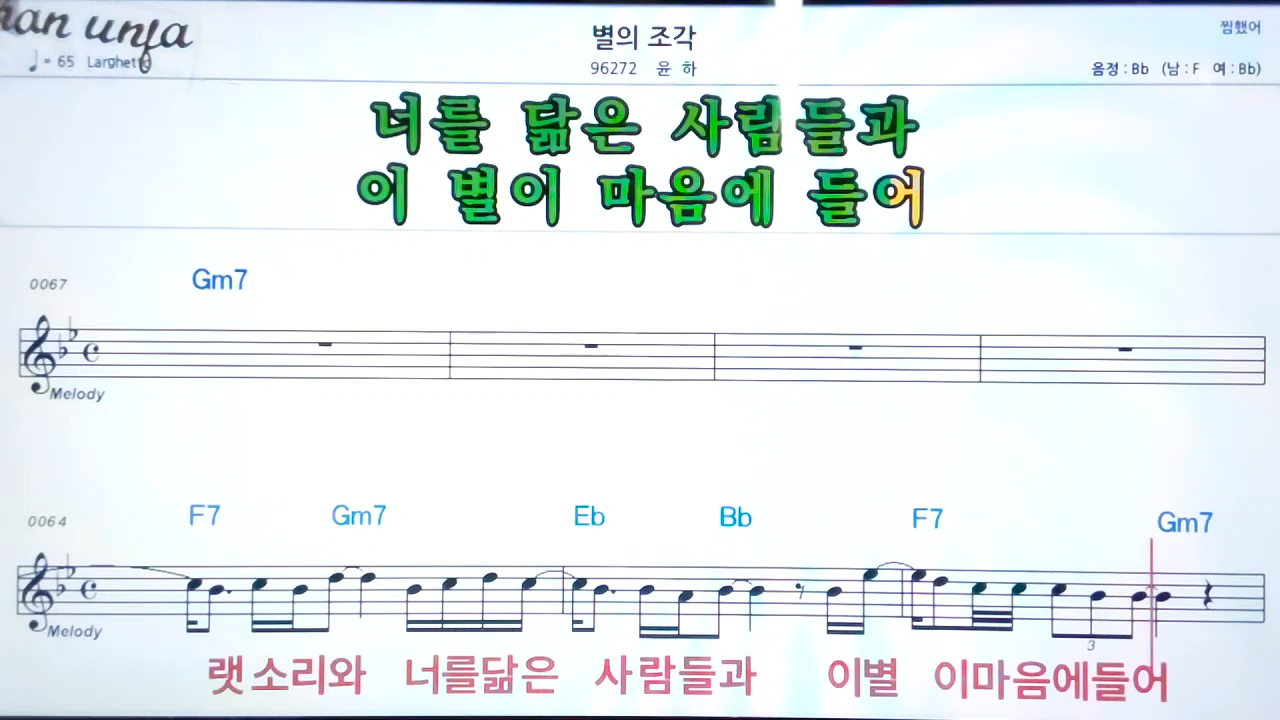 별의 조각
찜했어
♩= 65 Larghetto
96272 윤 하
음정 : Bb (남 : F 여 : Bb)
너를 닮은 사람들과
이 별이 마음에 들어
0067 Gm7
Melody
0064 F7 Gm7 Eb Bb F7 Gm7
Melody
3
랫소리와 너를닮은 사람들과 이별 이마음에들어